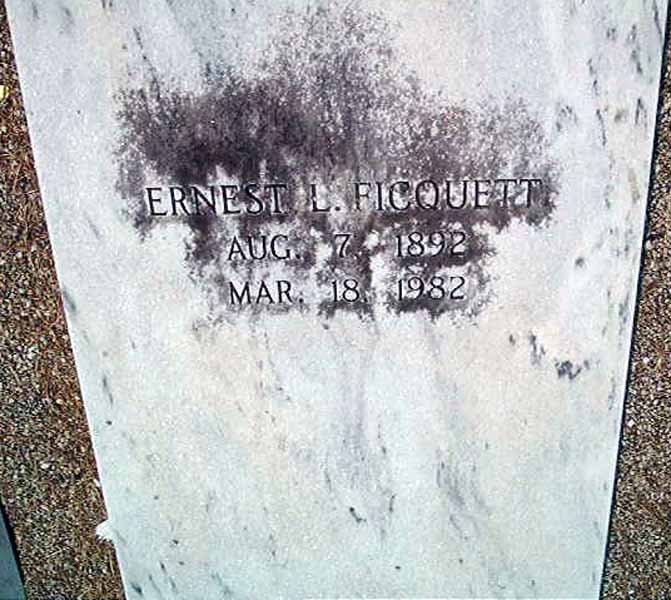 ERNEST L. FICQUETT
AUG. 7. 1892
MAR. 18. 1982